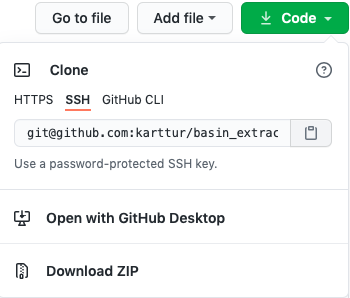 Go to file Add file Code
Clone
HTTPS SSH GitHub CLI
git@github.com:karttur/basin_extrac
Use a password-protected SSH key.
Open with GitHub Desktop
Download ZIP